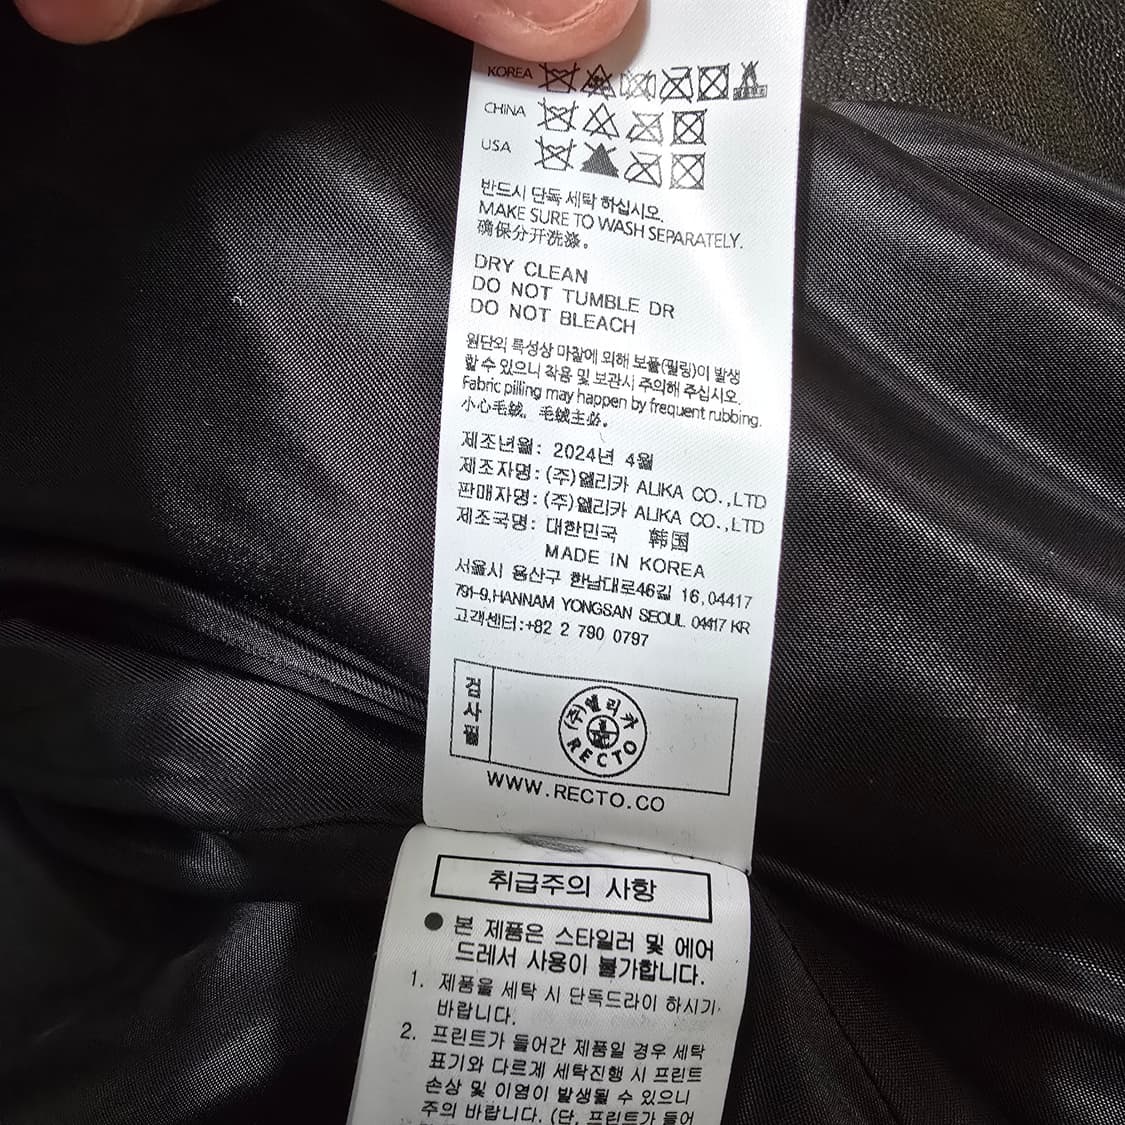 KOREA
CHINA
USA
반드시 단독 세탁 하십시오.
MAKE SURE TO WASH SEPARATELY.
确保分开洗涤。
DRY CLEAN
DO NOT TUMBLE DR
DO NOT BLEACH
원단의 특성상 마찰에 의해 보풀(필링)이 발생
할 수 있으니 착용 및 보관시 주의해 주십시오.
Fabric pilling may happen by frequent rubbing.
小心毛绒。毛绒主必。
제조년월: 2024년 4월
제조자명: (주)엘리카 ALIKA CO.,LTD
판매자명: (주)엘리카 ALIKA CO.,LTD
제조국명: 대한민국 韩国
MADE IN KOREA
서울시 용산구 한남대로46길 16,04417
791-9,HANNAM YONGSAN SEOUL 04417 KR
고객센터:+82 2 790 0797
검사필
(주)엘리카
RECTO
WWW.RECTO.CO
취급주의 사항
● 본 제품은 스타일러 및 에어
드레서 사용이 불가합니다.
1. 제품을 세탁 시 단독드라이 하시기
바랍니다.
2. 프린트가 들어간 제품일 경우 세탁
표기와 다르게 세탁진행 시 프린트
손상 및 이염이 발생될 수 있으니
주의 바랍니다. (단, 프린트가 들어